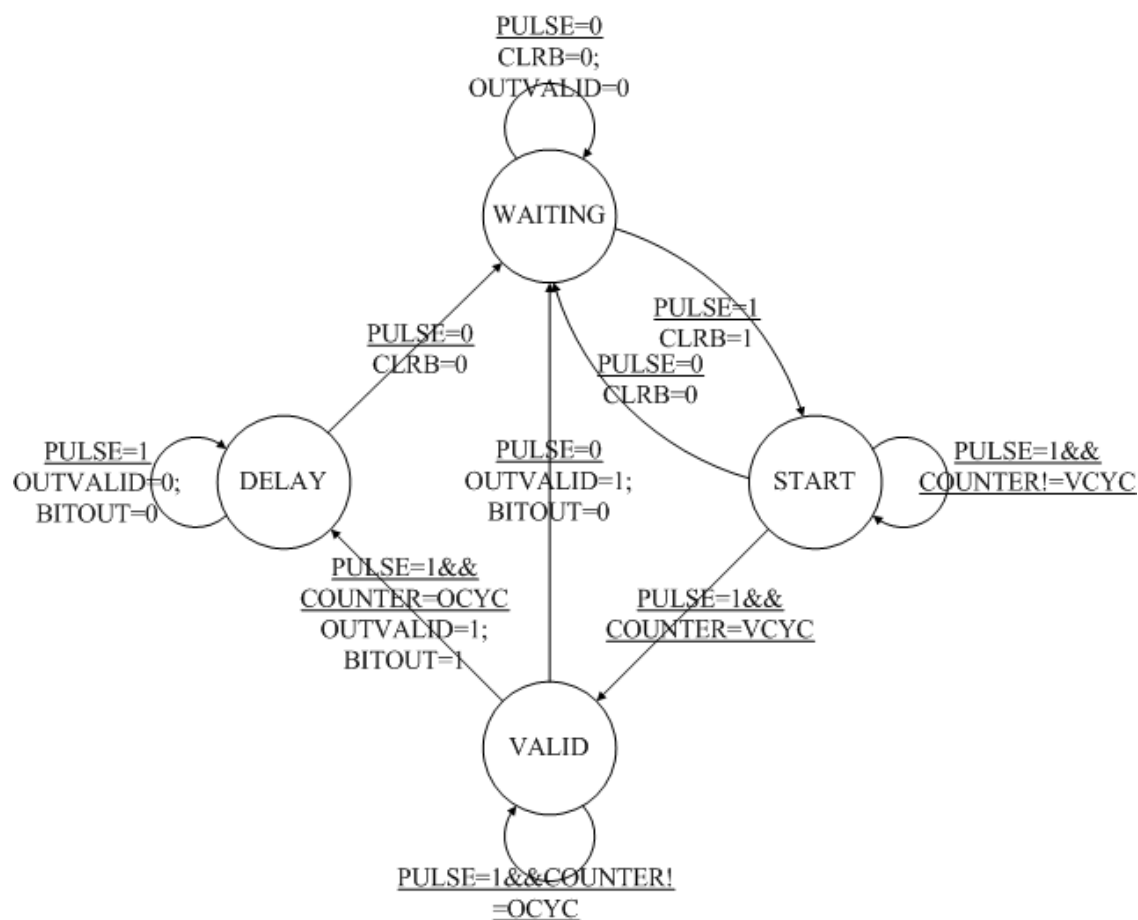 PULSE=0
CLRB=0;
OUTVALID=0
WAITING
PULSE=1
CLRB=1
PULSE=0
CLRB=0
PULSE=0
CLRB=0
PULSE=1
OUTVALID=0;
BITOUT=0
DELAY
PULSE=0
OUTVALID=1;
BITOUT=0
START
PULSE=1&&
COUNTER!=VCYC
PULSE=1&&
COUNTER=OCYC
OUTVALID=1;
BITOUT=1
PULSE=1&&
COUNTER=VCYC
VALID
PULSE=1&&COUNTER!
=OCYC